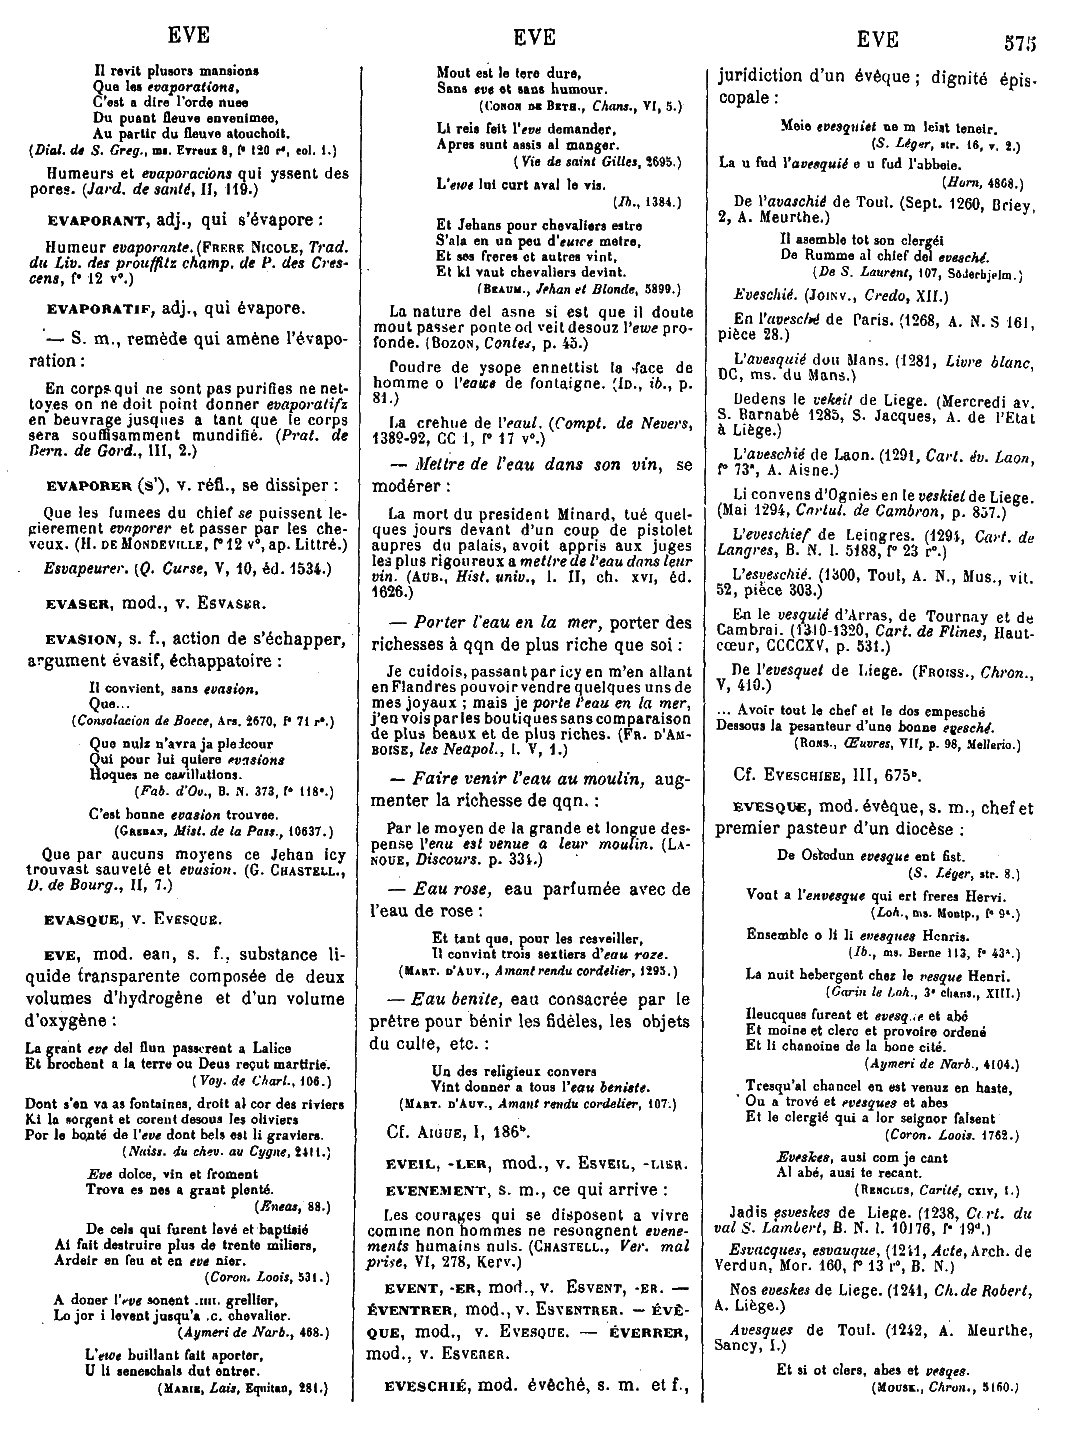 EVE
EVE
EVE
575
Il revit plusors mansions
Que les evaporations,
C'est a dire l'orde nuee
Du puant fleuve envenimee,
Au partir du fleuve atouchoit.
(Dial. de S. Greg., ms. Evreux 8, f° 120 r°, col. 1.)
Humeurs et evaporacions qui yssent des
pores. (Jard. de santé, II, 119.)
EVAPORANT, adj., qui s'évapore :
Humeur evaporante. (FRERE NICOLE, Trad.
du Liv. des prouffitz champ. de P. des Cres-
cens, f° 12 v°.)
EVAPORATIF, adj., qui évapore.
— S. m., remède qui amène l'évapo-
ration :
En corps qui ne sont pas purifies ne net-
toyes on ne doit point donner evaporatifz
en beuvrage jusques a tant que le corps
sera souffisamment mundifié. (Prat. de
Bern. de Gord., III, 2.)
EVAPORER (s'), v. réfl., se dissiper :
Que les fumees du chief se puissent le-
gierement evaporer et passer par les che-
veux. (H. DE MONDEVILLE, f° 12 v°, ap. Littré.)
Esvapeurer. (Q. Curse, V, 10, éd. 1534.)
EVASER, mod., v. ESVASER.
EVASION, s. f., action de s'échapper,
argument évasif, échappatoire :
Il convient, sans evasion,
Que...
(Consolacion de Boece, Ars. 2670, f° 71 r°.)
Que nulz n'avra ja pledeour
Qui pour lui quiere evasions
Hoques ne cavillations.
(Fab. d'Ov., B. N. 373, f° 118°.)
C'est bonne evasion trouvee.
(GREBAN, Mist. de la Pass., 10637.)
Que par aucuns moyens ce Jehan icy
trouvast sauveté et evasion. (G. CHASTELL.,
D. de Bourg., II, 7.)
EVASQUE, v. EVESQUE.
EVE, mod. eau, s. f., substance li-
quide transparente composée de deux
volumes d'hydrogène et d'un volume
d'oxygène :
La grant eve del flun passerent a Lalice
Et brochent a la terre ou Deus reçut martirie.
(Voy. de Charl., 106.)
Dont s'en va as fontaines, droit al cor des riviers
Ki la sorgent et corent desous les oliviers
Por le bonté de l'eve dont bels est li graviers.
(Naiss. du chev. au Cygne, 2411.)
Eve dolce, vin et froment
Trova es nes a grant plenté.
(Eneas, 88.)
De cels qui furent levé et baptisié
Ai fait destruire plus de trente miliers,
Ardeir en feu et en eve nier.
(Coron. Loois, 531.)
A doner l'eve sonent .IIII. grellier,
Lo jor i levent jusqu'a .c. chevalier.
(Aymeri de Narb., 468.)
L'ewe buillant fait aporter,
U li seneschals dut entrer.
(MARIE, Lais, Equitan, 281.)
Mout est le tere dure,
Sans eve et sans humour.
(CONON DE BETH., Chans., VI, 5.)
Li reis feit l'eve demander,
Apres sunt assis al manger.
(Vie de saint Gilles, 2695.)
L'ewe lui curt aval le vis.
(Ib., 1384.)
Et Jehans pour chevaliers estre
S'ala en un peu d'euwe metre,
Et ses freres et autres vint,
Et ki vaut chevaliers devint.
(BEAUM., Jehan et Blonde, 5899.)
La nature del asne si est que il doute
mout passer ponte od veit desouz l'ewe pro-
fonde. (BOZON, Contes, p. 45.)
Poudre de ysope ennettist la face de
homme o l'eawe de fontaigne. (ID., ib., p.
81.)
La crehue de l'eaul. (Compt. de Nevers,
1389-92, CC 1, f° 17 v°.)
— Mettre de l'eau dans son vin, se
modérer :
La mort du president Minard, tué quel-
ques jours devant d'un coup de pistolet
aupres du palais, avoit appris aux juges
les plus rigoureux a mettre de l'eau dans leur
vin. (AUB., Hist. univ., l. II, ch. XVI, éd.
1626.)
— Porter l'eau en la mer, porter des
richesses à qqn de plus riche que soi :
Je cuidois, passant par icy en m'en allant
en Flandres pouvoir vendre quelques uns de
mes joyaux ; mais je porte l'eau en la mer,
j'en vois par les boutiques sans comparaison
de plus beaux et de plus riches. (FR. D'AM-
BOISE, les Neapol., l. V, 1.)
— Faire venir l'eau au moulin, aug-
menter la richesse de qqn. :
Par le moyen de la grande et longue des-
pense l'eau est venue a leur moulin. (LA-
NOUE, Discours. p. 334.)
— Eau rose, eau parfumée avec de
l'eau de rose :
Et tant que, pour les resveiller,
Il convint trois sextiers d'eau roze.
(MART. D'AUV., Amant rendu cordelier, 1295.)
— Eau benite, eau consacrée par le
prêtre pour bénir les fidèles, les objets
du culte, etc. :
Un des religieux convers
Vint donner a tous l'eau beniste.
(MART. D'AUV., Amant rendu cordelier, 107.)
Cf. AIGUE, I, 186ᵇ.
EVEIL, -LER, mod., v. ESVEIL, -LIER.
EVENEMENT, s. m., ce qui arrive :
Les courages qui se disposent a vivre
comme non hommes ne resongnent evene-
ments humains nuls. (CHASTELL., Ver. mal
prise, VI, 278, Kerv.)
EVENT, -ER, mod., v. ESVENT, -ER. —
ÉVENTRER, mod., v. ESVENTRER. — ÉVÊ-
QUE, mod., v. EVESQUE. — ÉVERRER,
mod., v. ESVERER.
EVESCHIÉ, mod. évêché, s. m. et f.,
juridiction d'un évêque ; dignité épis-
copale :
Meie evesquiet ne m leist teneir.
(S. Léger, str. 16, v. 2.)
La u fud l'avesquié e u fud l'abbeie.
(Horn, 4868.)
De l'avaschié de Toul. (Sept. 1260, Briey,
2, A. Meurthe.)
Il asemble tot son clergéi
De Rumme al chief del evesché.
(De S. Laurent, 107, Söderhjelm.)
Eveschié. (JOINV., Credo, XII.)
En l'avesché de Paris. (1268, A. N. S 161,
pièce 28.)
L'avesquié dou Mans. (1281, Livre blanc,
DC, ms. du Mans.)
Dedens le vekeit de Liege. (Mercredi av.
S. Barnabé 1285, S. Jacques, A. de l'Etat
à Liège.)
L'aveschié de Laon. (1291, Cart. év. Laon,
f° 73ᵃ, A. Aisne.)
Li convens d'Ognies en le veskiet de Liege.
(Mai 1294, Cartul. de Cambron, p. 857.)
L'eveschief de Leingres. (1294, Cart. de
Langres, B. N. l. 5188, f° 23 r°.)
L'esveschié. (1300, Toul, A. N., Mus., vit.
52, pièce 303.)
En le vesquié d'Arras, de Tournay et de
Cambrai. (1310-1320, Cart. de Flines, Haut-
cœur, CCCCXV, p. 531.)
De l'evesquet de Liege. (FROISS., Chron.,
V, 410.)
... Avoir tout le chef et le dos empesché
Dessous la pesanteur d'une bonne evesché.
(RONS., Œuvres, VII, p. 98, Mellerio.)
Cf. EVESCHIEE, III, 675ᵇ.
EVESQUE, mod. évêque, s. m., chef et
premier pasteur d'un diocèse :
De Ostedun evesque ent fist.
(S. Léger, str. 8.)
Vont a l'envesque qui ert freres Hervi.
(Loh., ms. Montp., f° 9ᵃ.)
Ensemble o li li evesques Henris.
(Ib., ms. Berne 113, f° 43ᵃ.)
La nuit hebergent chez le vesque Henri.
(Garin le Loh., 3ᵉ chans., XIII.)
Ileucques furent et evesque et abé
Et moine et clerc et provoire ordené
Et li chanoine de la bone cité.
(Aymeri de Narb., 4104.)
Tresqu'al chancel en est venuz en haste,
Ou a trové et evesques et abes
Et le clergié qui a lor seignor falsent
(Coron. Loois. 1762.)
Eveskes, ausi com je cant
Al abé, ausi te recant.
(RENCLUS, Carité, CXIV, 1.)
Jadis esveskes de Liege. (1238, Cart. du
val S. Lambert, B. N. l. 10176, f° 19ᵈ.)
Esvacques, esvauque, (1241, Acte, Arch. de
Verdun, Mor. 160, f° 13 r°, B. N.)
Nos eveskes de Liege. (1241, Ch. de Robert,
A. Liège.)
Avesques de Toul. (1242, A. Meurthe,
Sancy, I.)
Et si ot clers, abes et vesqes.
(MOUSK., Chron., 5160.)